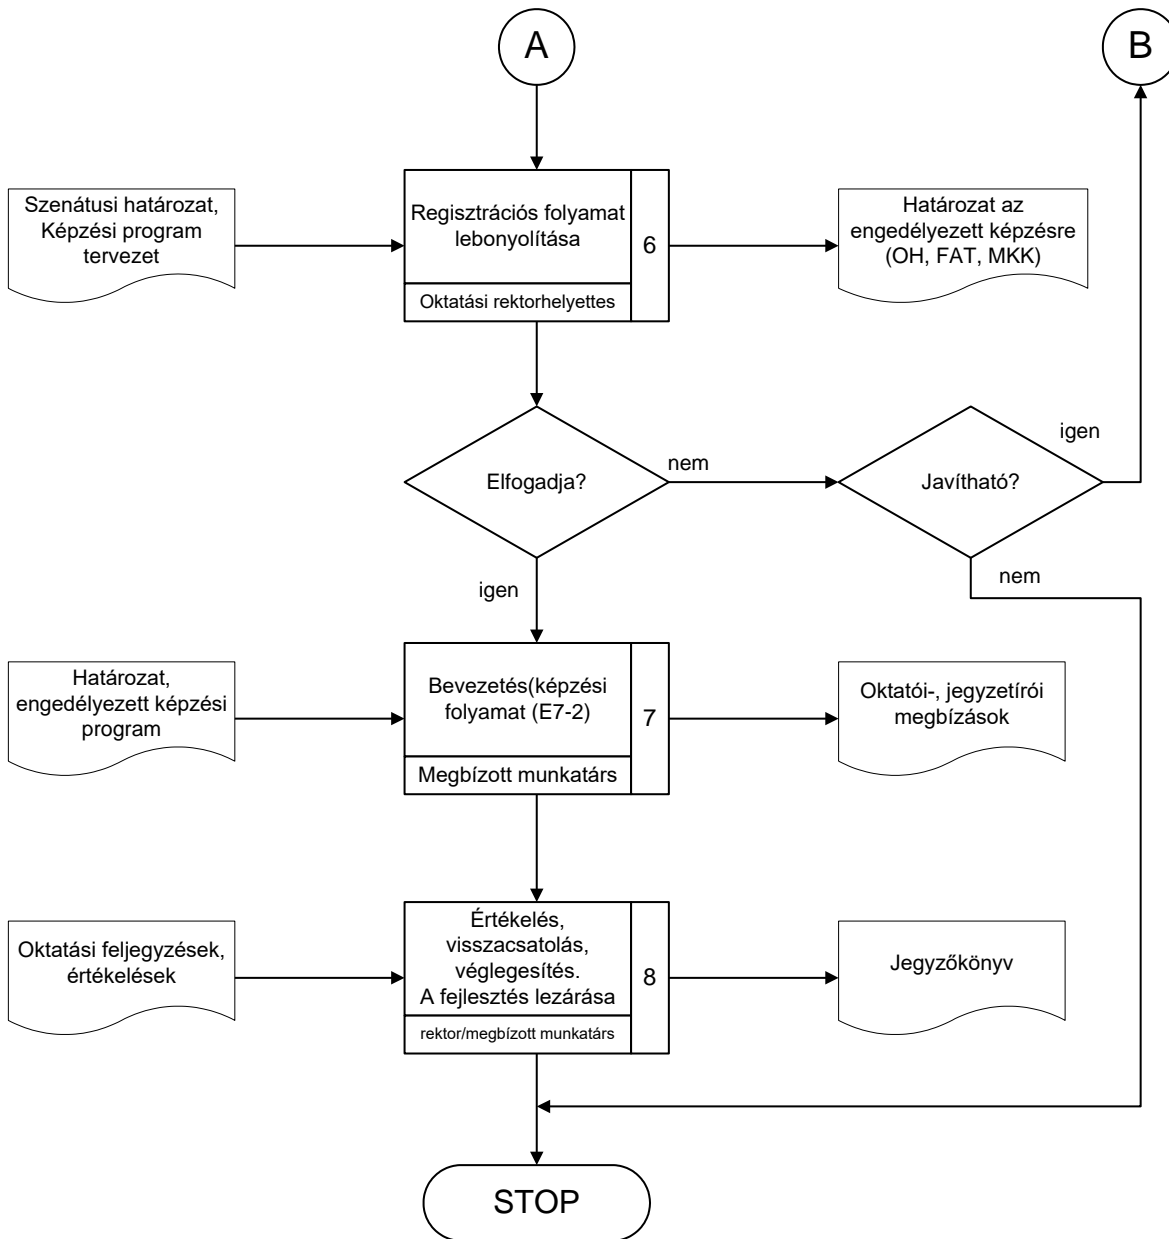 A
B
Szenátusi határozat,
Képzési program
tervezet
Regisztrációs folyamat
lebonyolítása
6
Oktatási rektorhelyettes
Határozat az
engedélyezett képzésre
(OH, FAT, MKK)
Elfogadja?
nem
Javítható?
igen
igen
nem
Határozat,
engedélyezett képzési
program
Bevezetés(képzési
folyamat (E7-2)
7
Megbízott munkatárs
Oktatói-, jegyzetírói
megbízások
Oktatási feljegyzések,
értékelések
Értékelés,
visszacsatolás,
véglegesítés.
A fejlesztés lezárása
8
rektor/megbízott munkatárs
Jegyzőkönyv
STOP